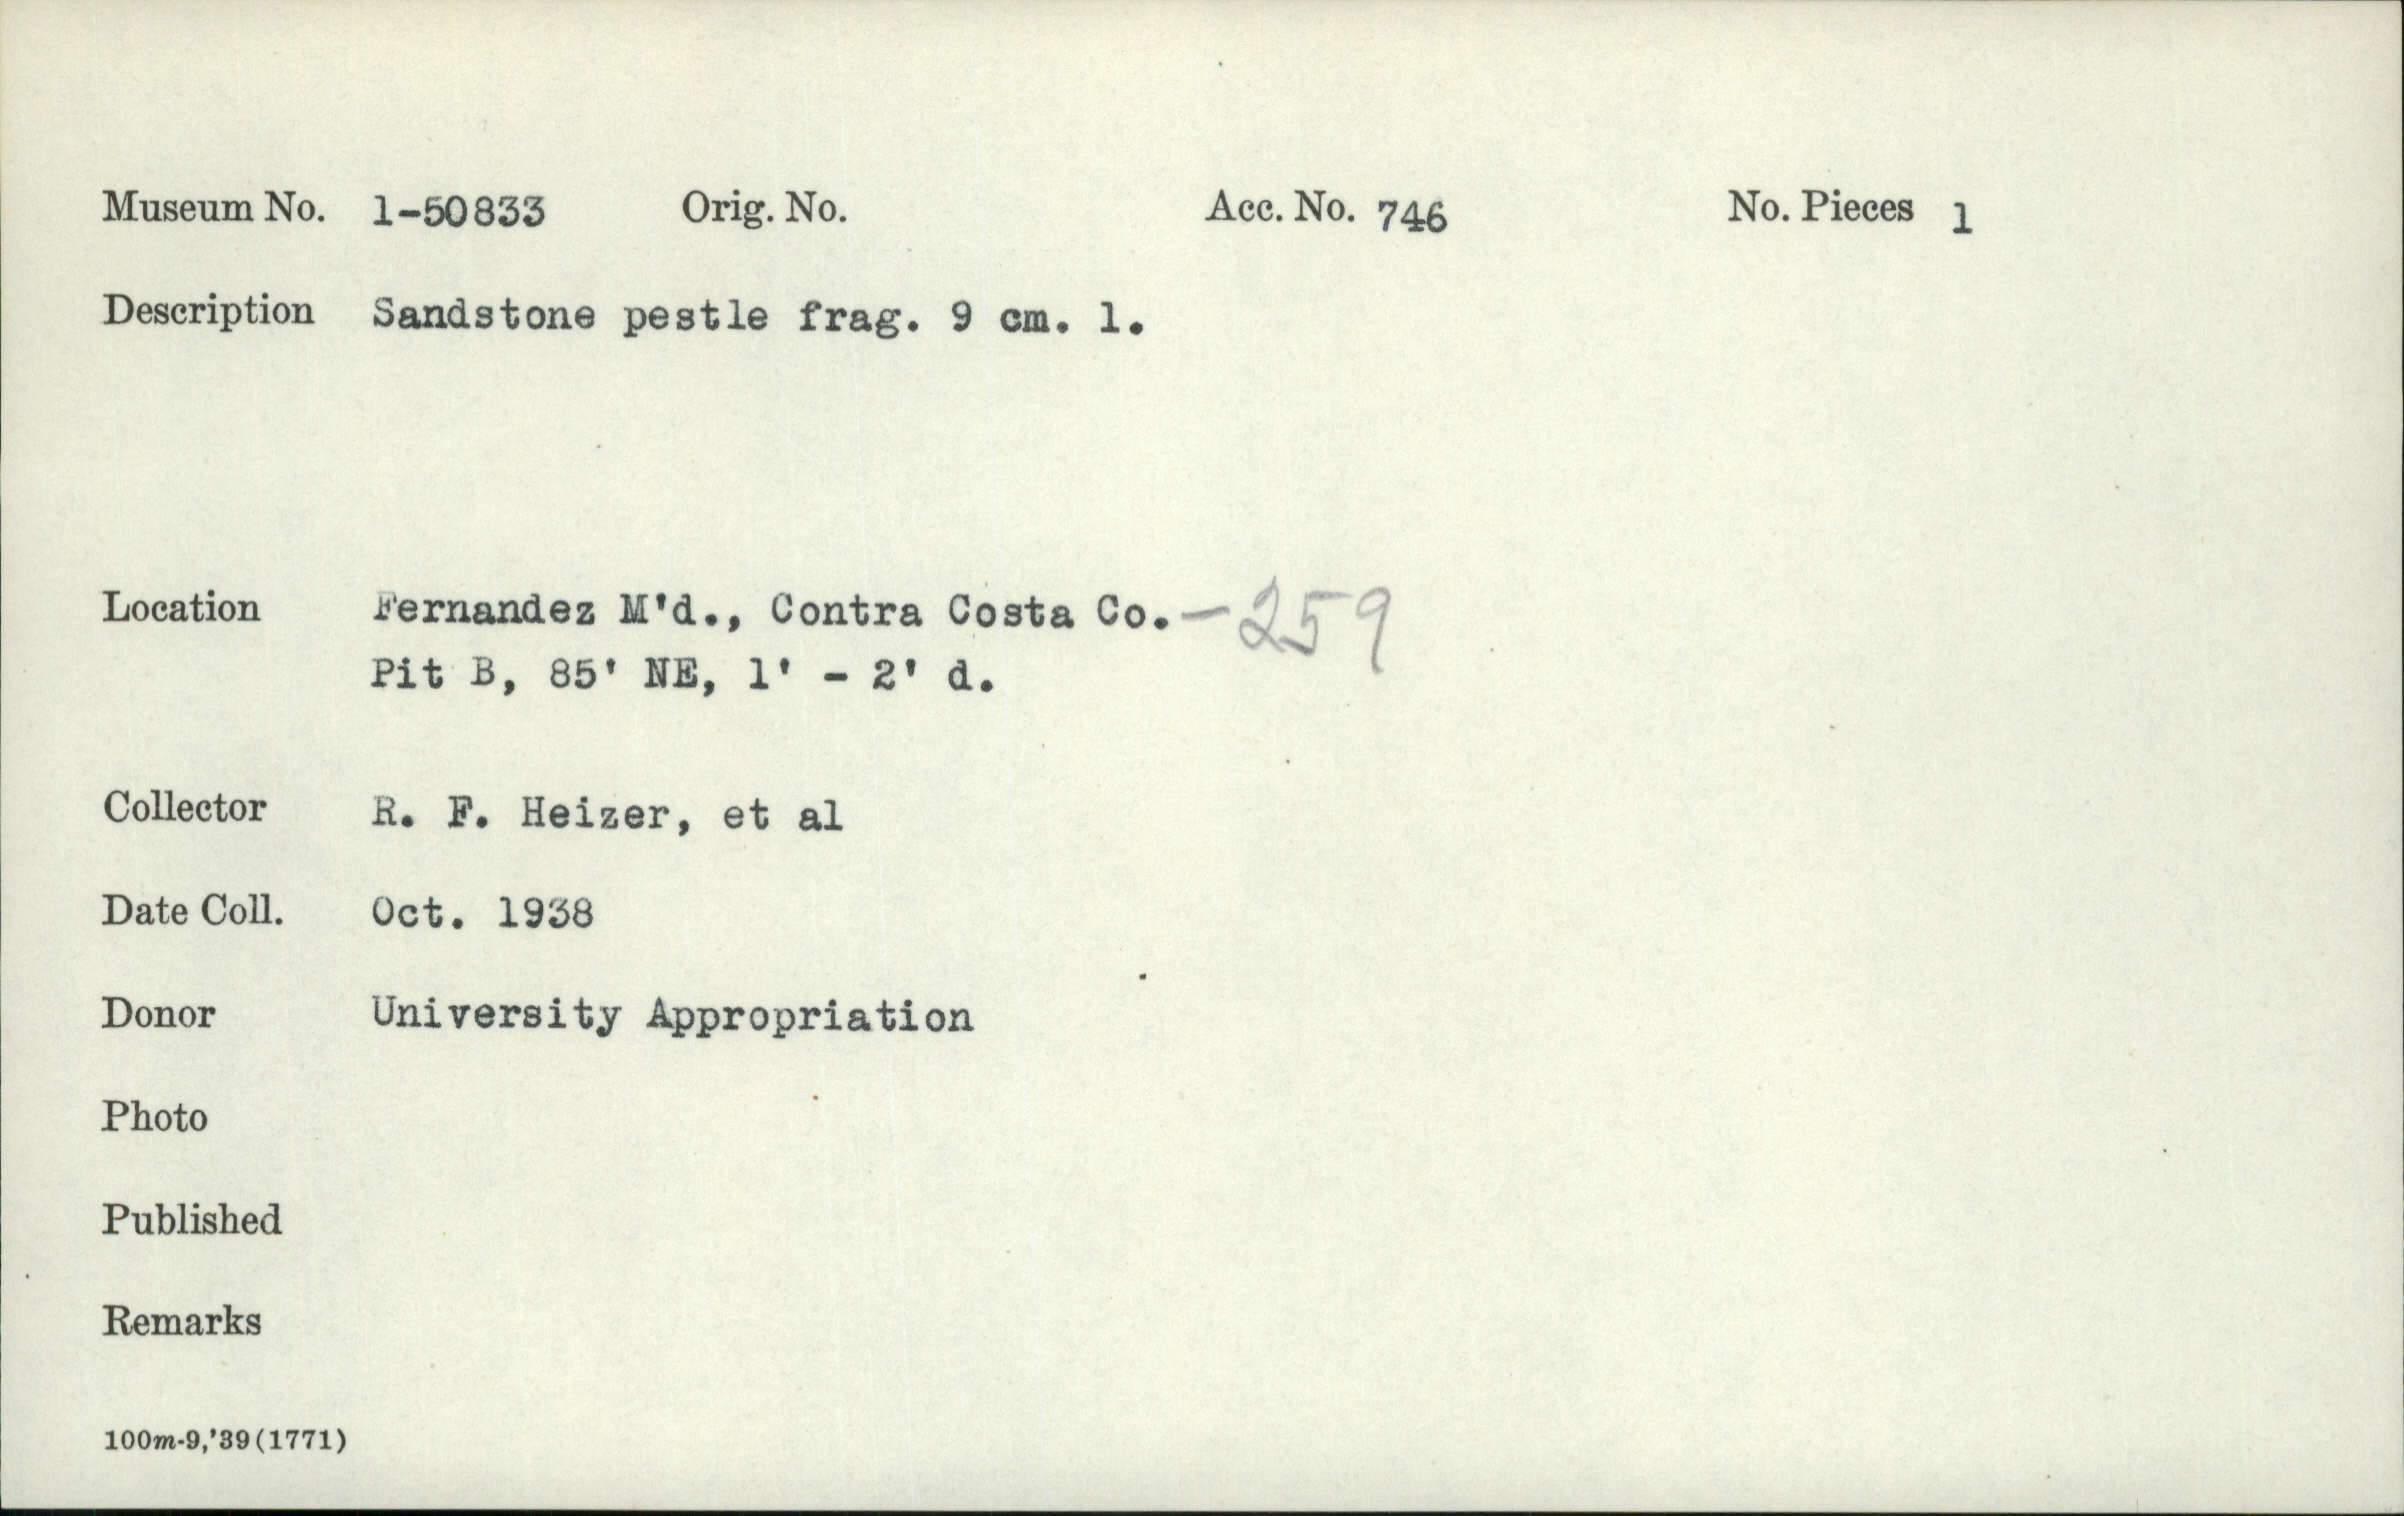 Museum No. 1-50833 Orig. No. Acc. No. 746 No. Pieces 1
Description Sandstone pestle frag. 9 cm. l.
Location Fernandez M'd., Contra Costa Co. - 259
Pit B, 85' NE, 1' - 2' d.
Collector R. F. Heizer, et al
Date Coll. Oct. 1938
Donor University Appropriation
Photo
Published
Remarks
100m-9,'39(1771)